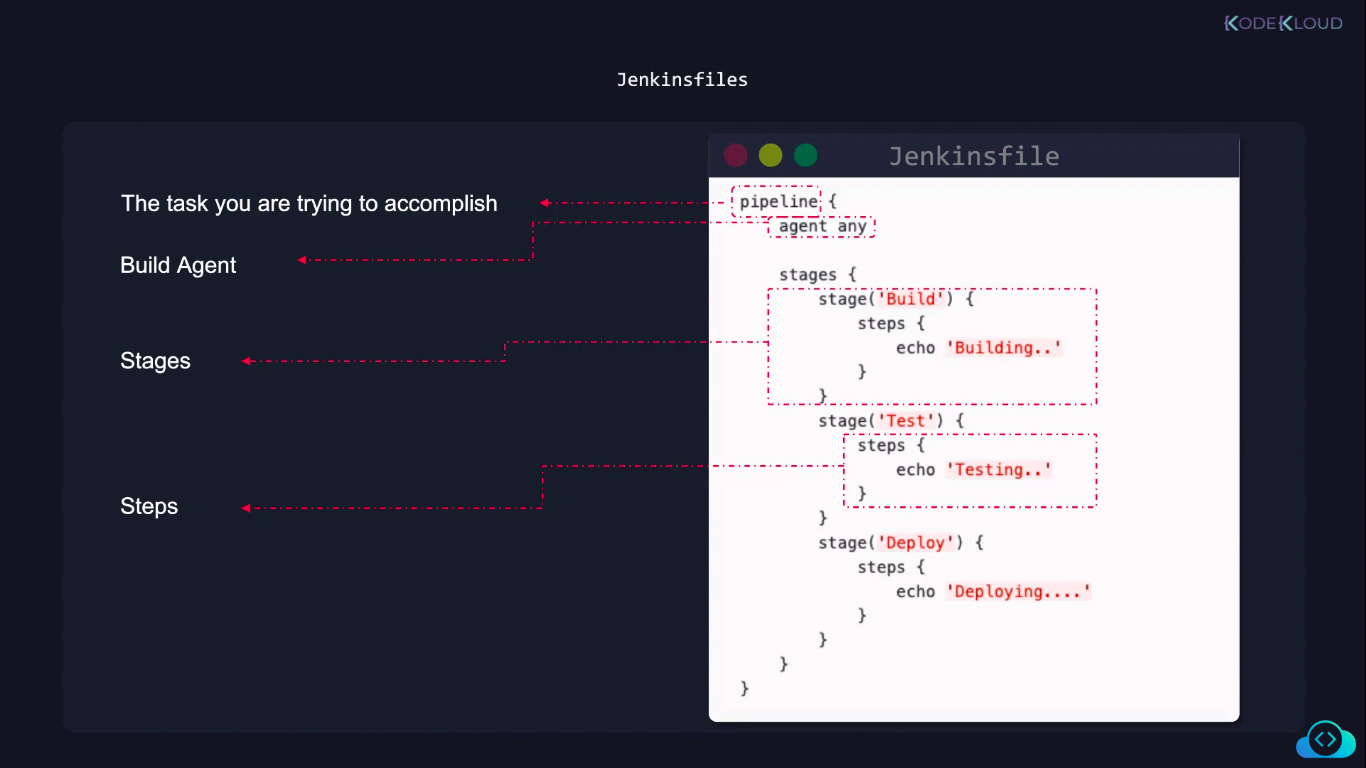 KODEKLOUD
Jenkinsfiles
The task you are trying to accomplish
Build Agent
Stages
Steps
Jenkinsfile
pipeline {
    agent any

    stages {
        stage('Build') {
            steps {
                echo 'Building..'
            }
        }
        stage('Test') {
            steps {
                echo 'Testing..'
            }
        }
        stage('Deploy') {
            steps {
                echo 'Deploying....'
            }
        }
    }
}